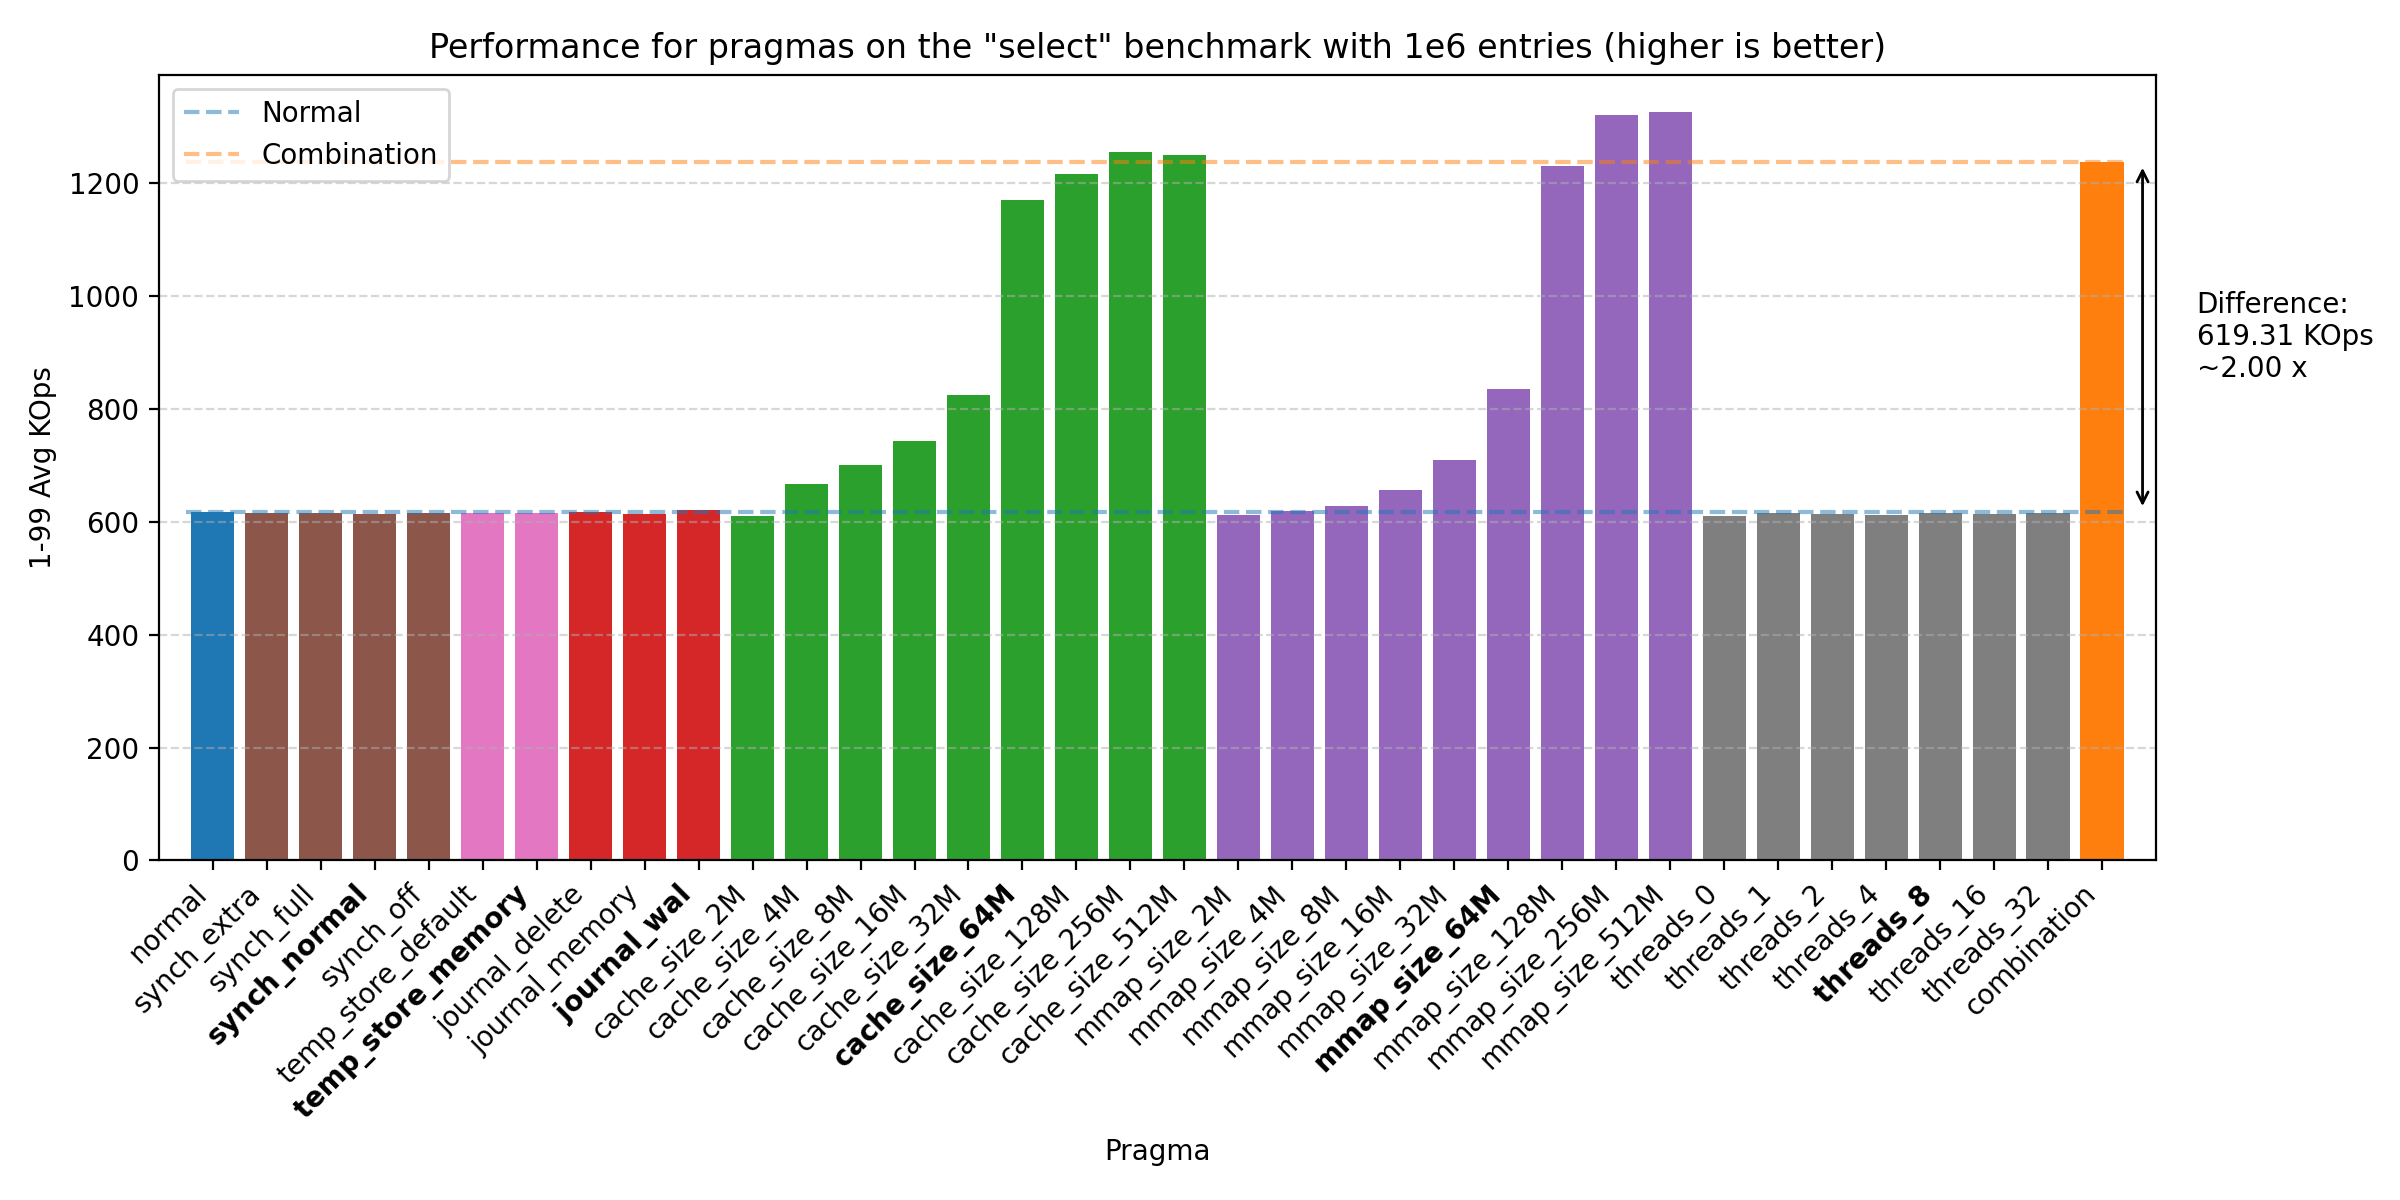 Performance for pragmas on the "select" benchmark with 1e6 entries (higher is better)
Normal
Combination
1-99 Avg KOps
1200
1000
800
600
400
200
0
Difference:
619.31 KOps
~2.00 x
normal
synch_extra
synch_full
synch_normal
synch_off
temp_store_default
temp_store_memory
journal_delete
journal_memory
journal_wal
cache_size_2M
cache_size_4M
cache_size_8M
cache_size_16M
cache_size_32M
cache_size_64M
cache_size_128M
cache_size_256M
cache_size_512M
mmap_size_2M
mmap_size_4M
mmap_size_8M
mmap_size_16M
mmap_size_32M
mmap_size_64M
mmap_size_128M
mmap_size_256M
mmap_size_512M
threads_0
threads_1
threads_2
threads_4
threads_8
threads_16
threads_32
combination
Pragma